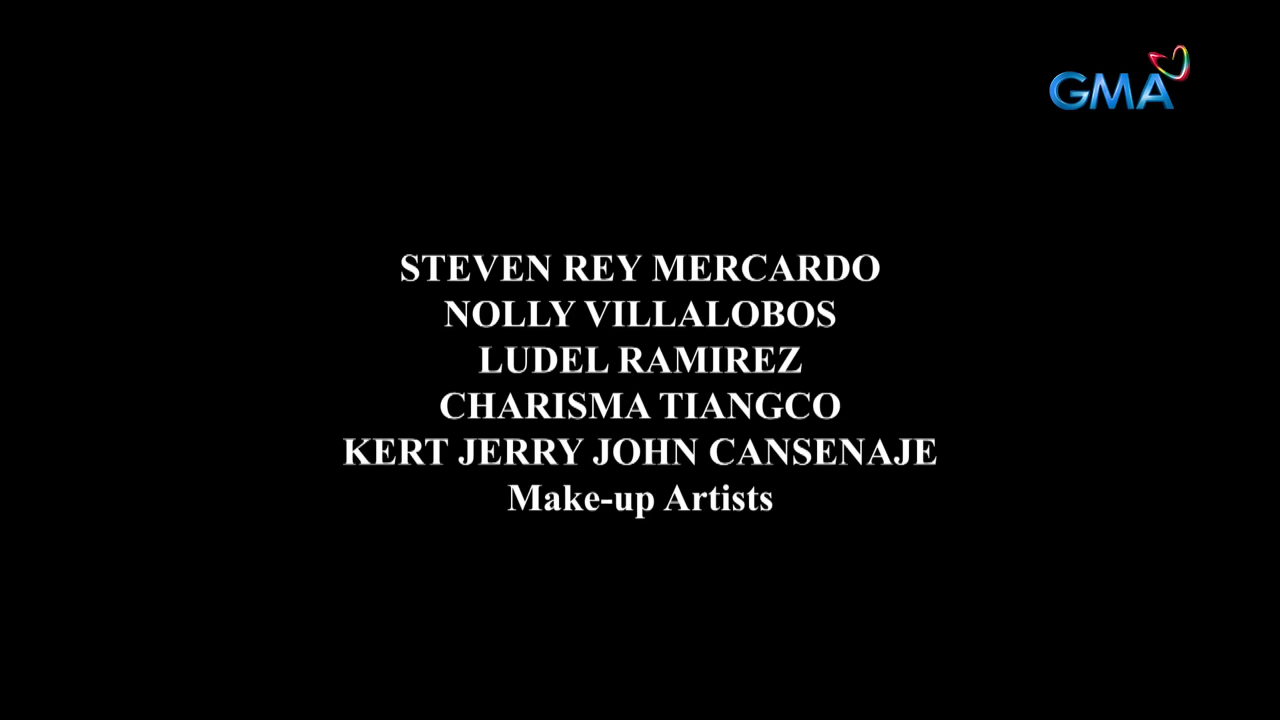 GMA
STEVEN REY MERCARDO
NOLLY VILLALOBOS
LUDEL RAMIREZ
CHARISMA TIANGCO
KERT JERRY JOHN CANSENAJE
Make-up Artists